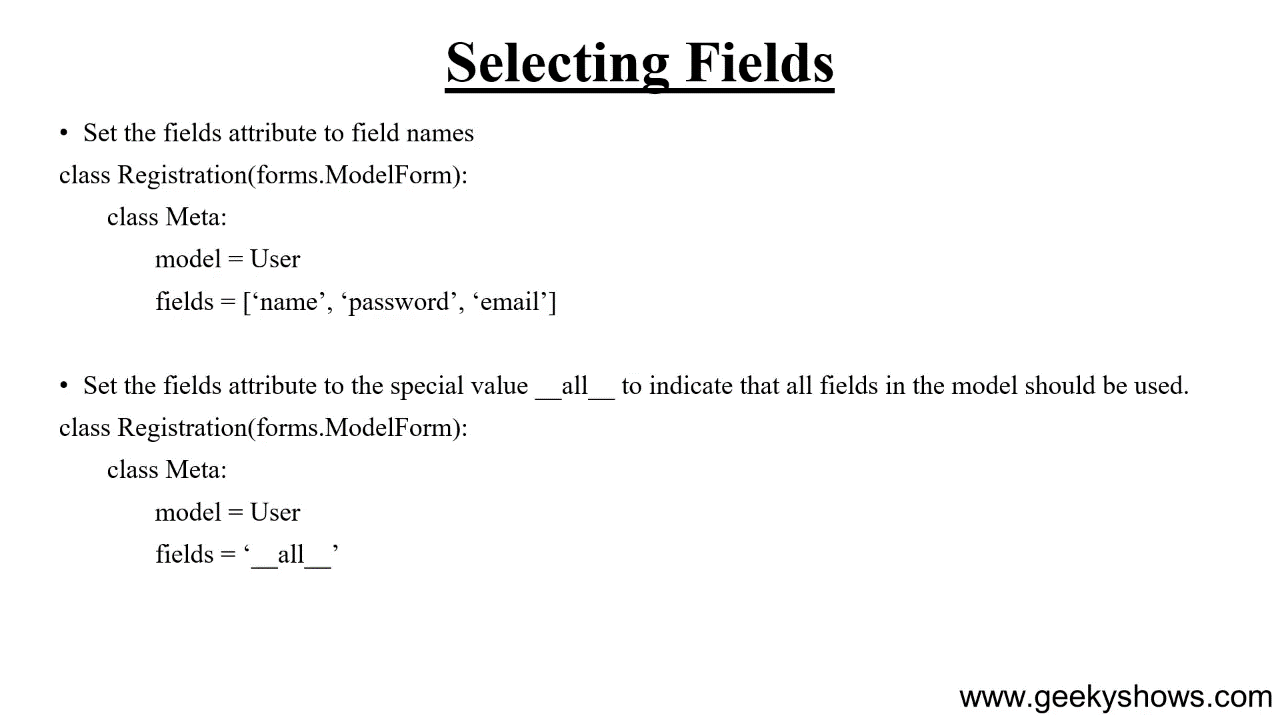 Selecting Fields
• Set the fields attribute to field names
class Registration(forms.ModelForm):
class Meta:
model = User
fields = [‘name’, ‘password’, ‘email’]
• Set the fields attribute to the special value __all__ to indicate that all fields in the model should be used.
class Registration(forms.ModelForm):
class Meta:
model = User
fields = ‘__all__’
www.geekyshows.com